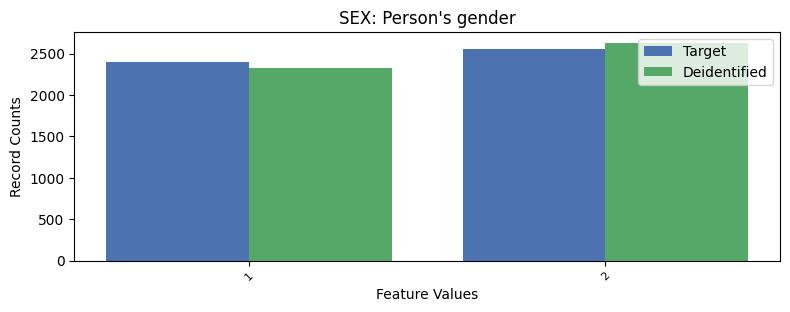 SEX: Person's gender
Target
Deidentified
Record Counts
2500
2000
1500
1000
500
0
1
2
Feature Values